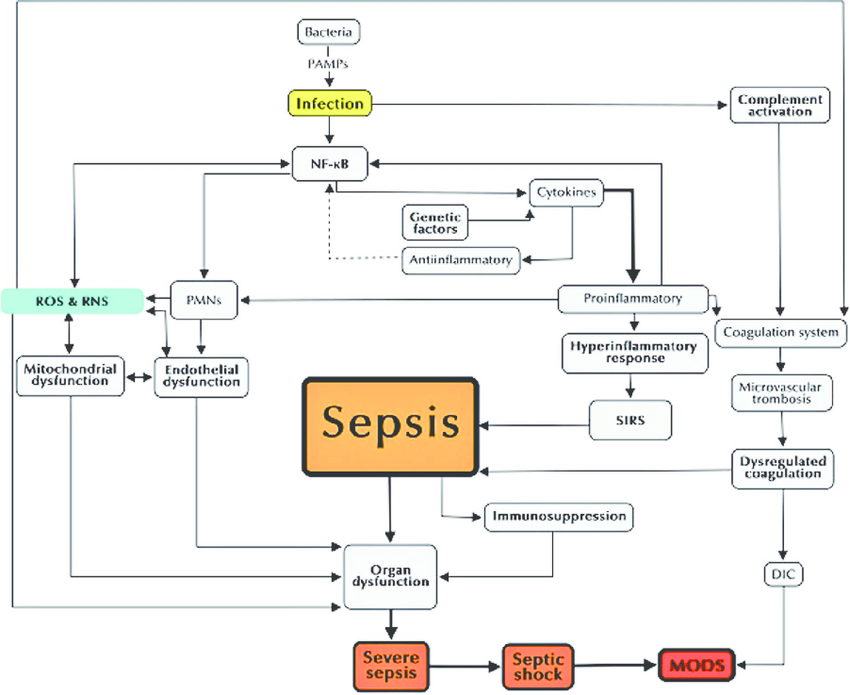 Bacteria
PAMPs
Infection
Complement
activation
NF-κB
Cytokines
Genetic
factors
Antiinflammatory
ROS & RNS
PMNs
Proinflammatory
Coagulation system
Hyperinflammatory
response
Mitochondrial
dysfunction
Endothelial
dysfunction
Microvascular
trombosis
Sepsis
SIRS
Dysregulated
coagulation
Immunosuppression
Organ
dysfunction
DIC
Severe
sepsis
Septic
shock
MODS